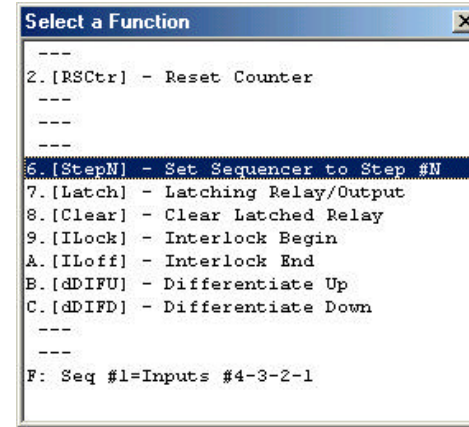 Select a Function
---
2.[RSCtr] - Reset Counter
---
---
---
6.[StepN] - Set Sequencer to Step #N
7.[Latch] - Latching Relay/Output
8.[Clear] - Clear Latched Relay
9.[ILock] - Interlock Begin
A.[ILoff] - Interlock End
B.[dDIFU] - Differentiate Up
C.[dDIFD] - Differentiate Down
---
---
F: Seq #1=Inputs #4-3-2-1